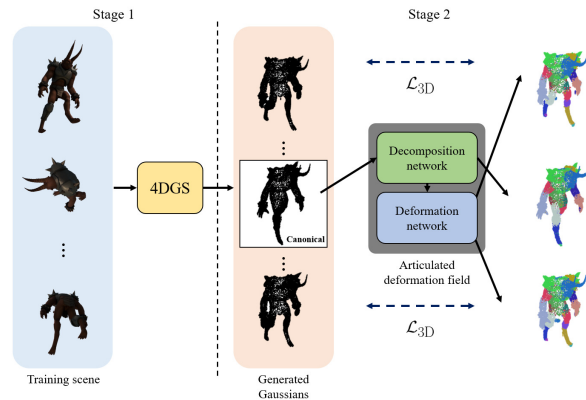 Stage 1
Stage 2
4DGS
Canonical
Training scene
Generated
Gaussians
ℒ3D
Decomposition
network
Deformation
network
Articulated
deformation field
ℒ3D